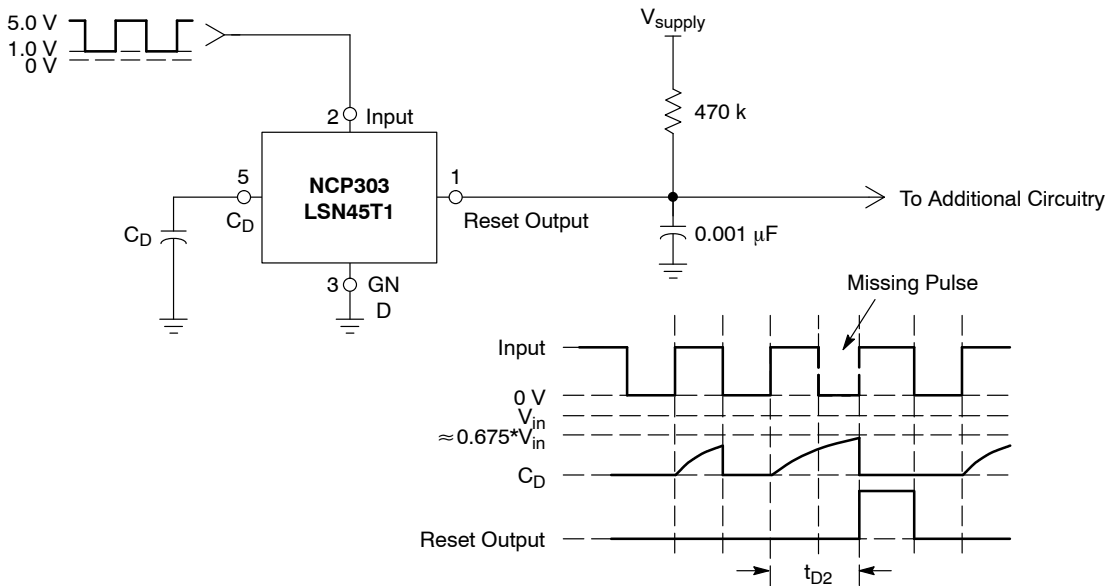 5.0 V
1.0 V
0 V
V_supply
470 k
2 Input
NCP303
LSN45T1
5
C_D
1
Reset Output
To Additional Circuitry
C_D
0.001 μF
3 GN
D
Missing Pulse
Input
0 V
V_in
≈0.675*V_in
C_D
Reset Output
t_D2